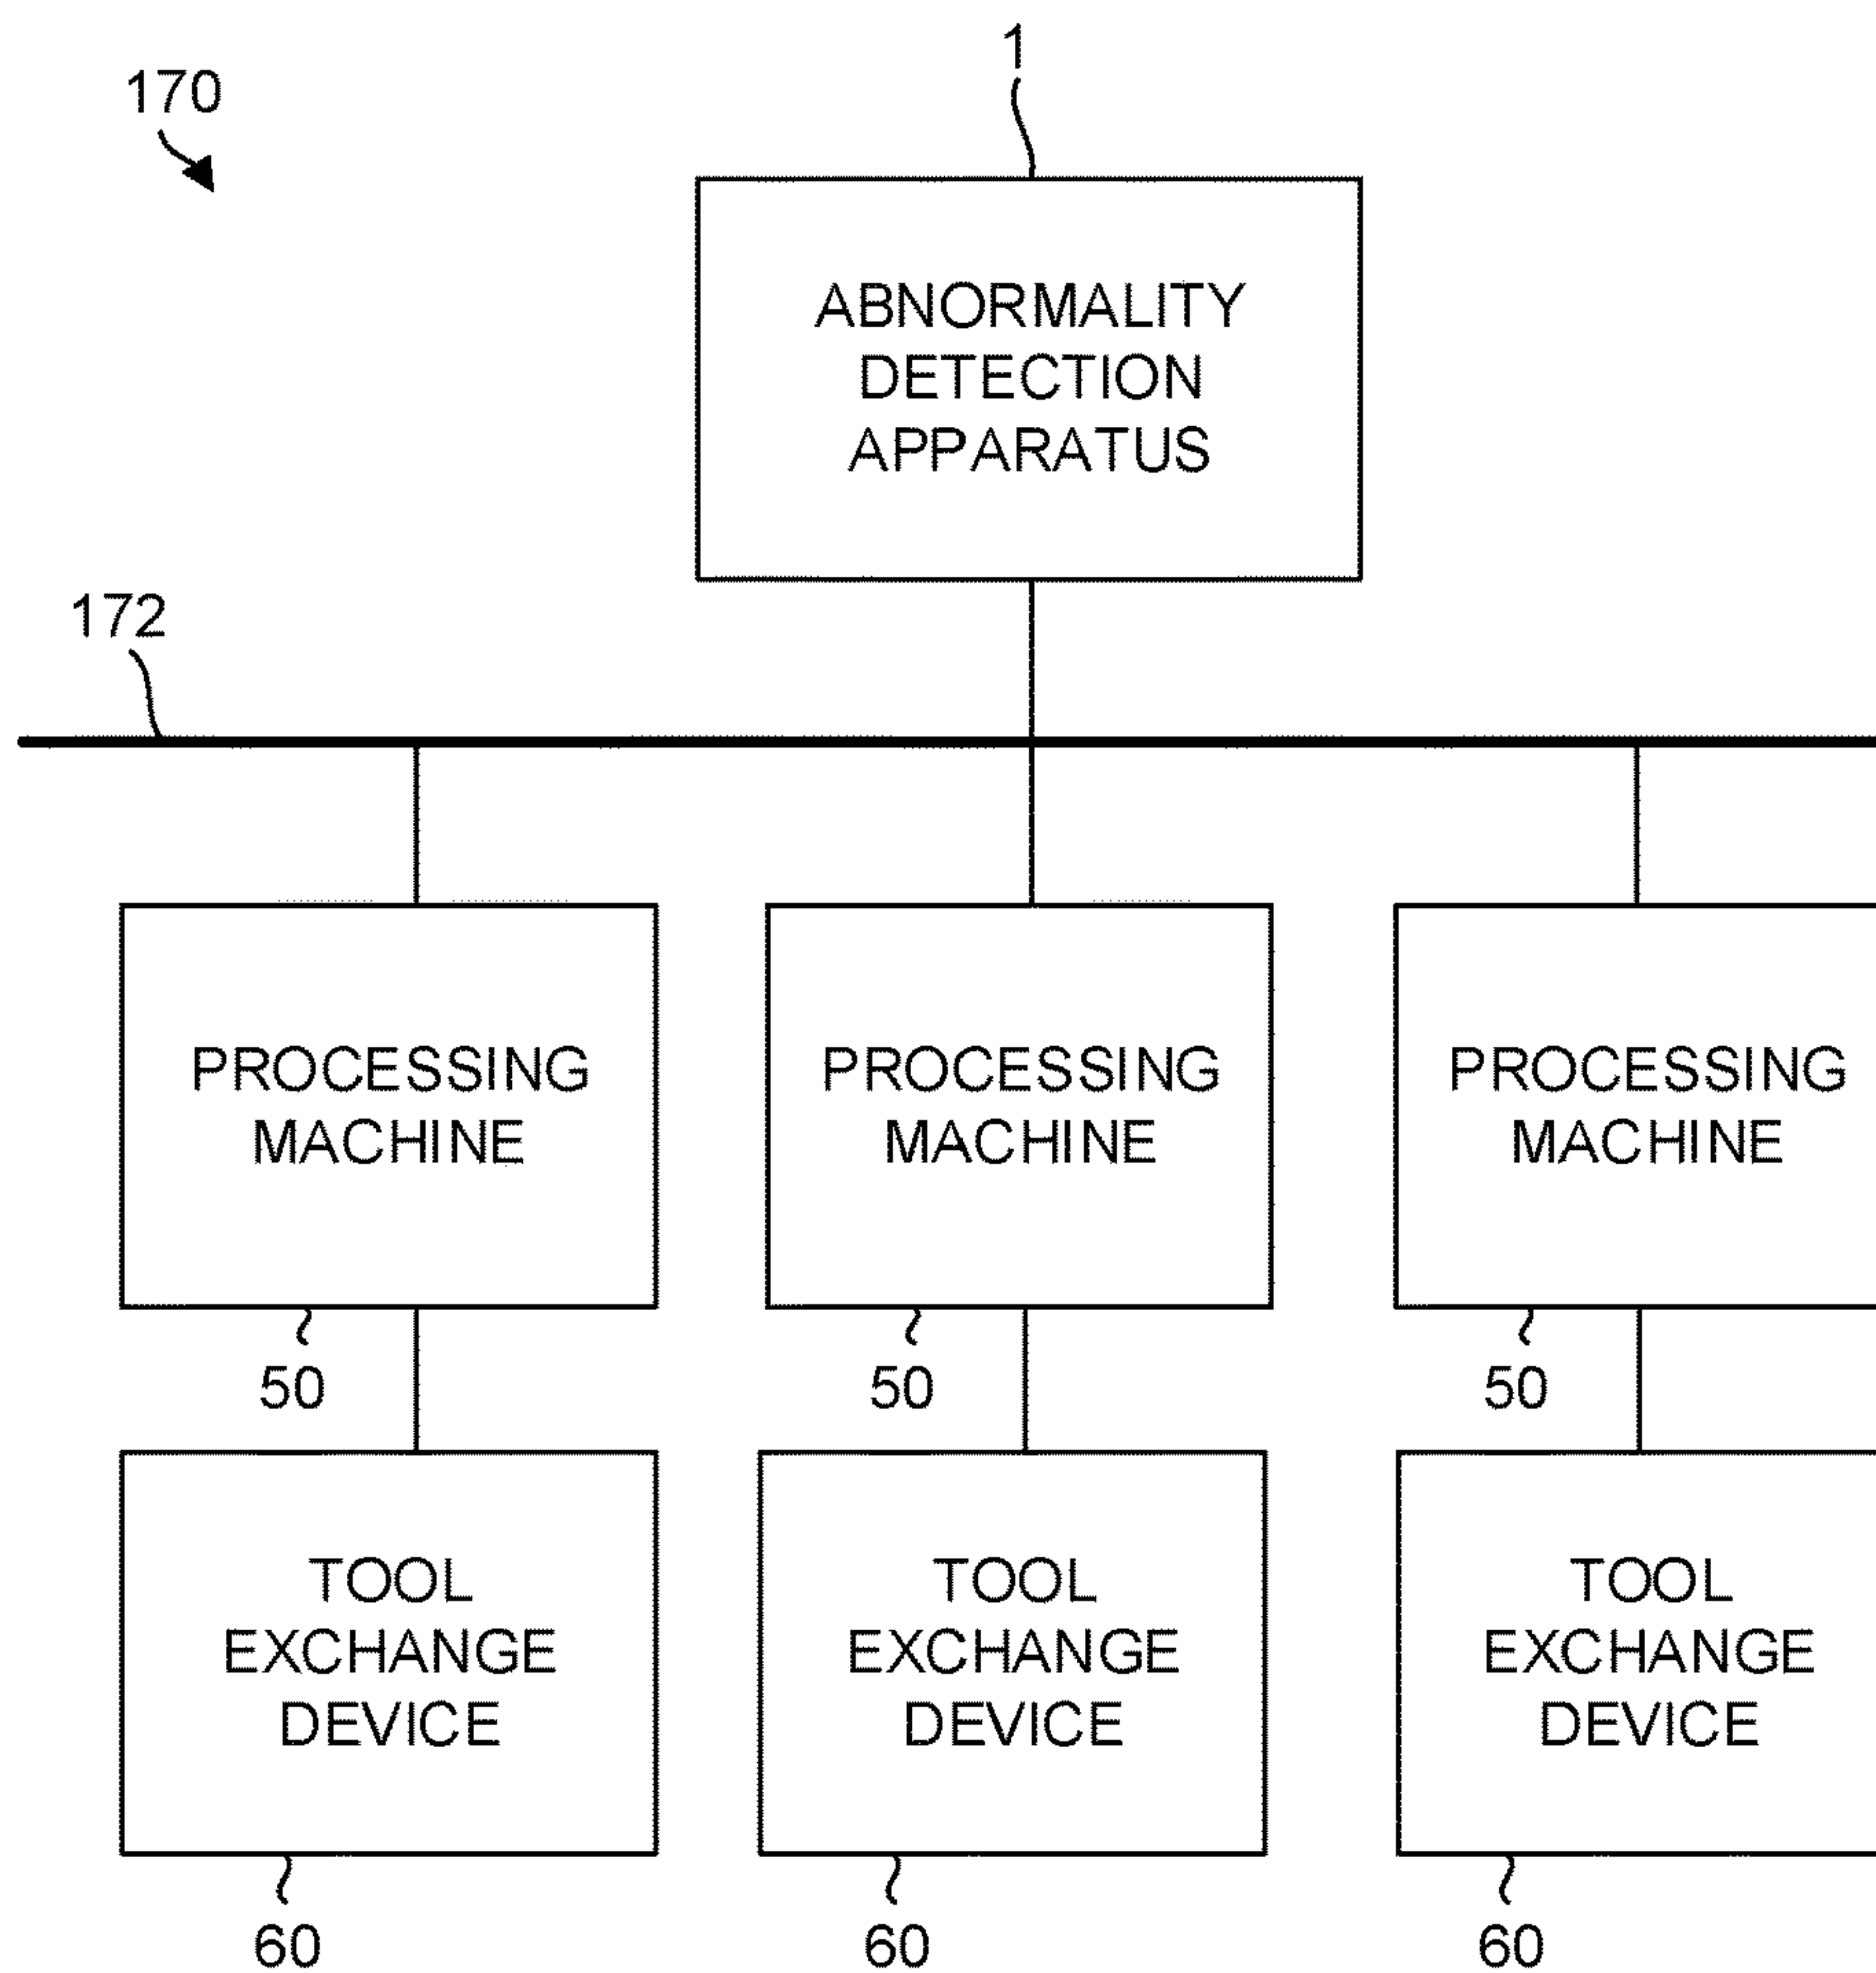 1
170
ABNORMALITY
DETECTION
APPARATUS
172
PROCESSING
MACHINE
PROCESSING
MACHINE
PROCESSING
MACHINE
50
50
50
TOOL
EXCHANGE
DEVICE
TOOL
EXCHANGE
DEVICE
TOOL
EXCHANGE
DEVICE
60
60
60